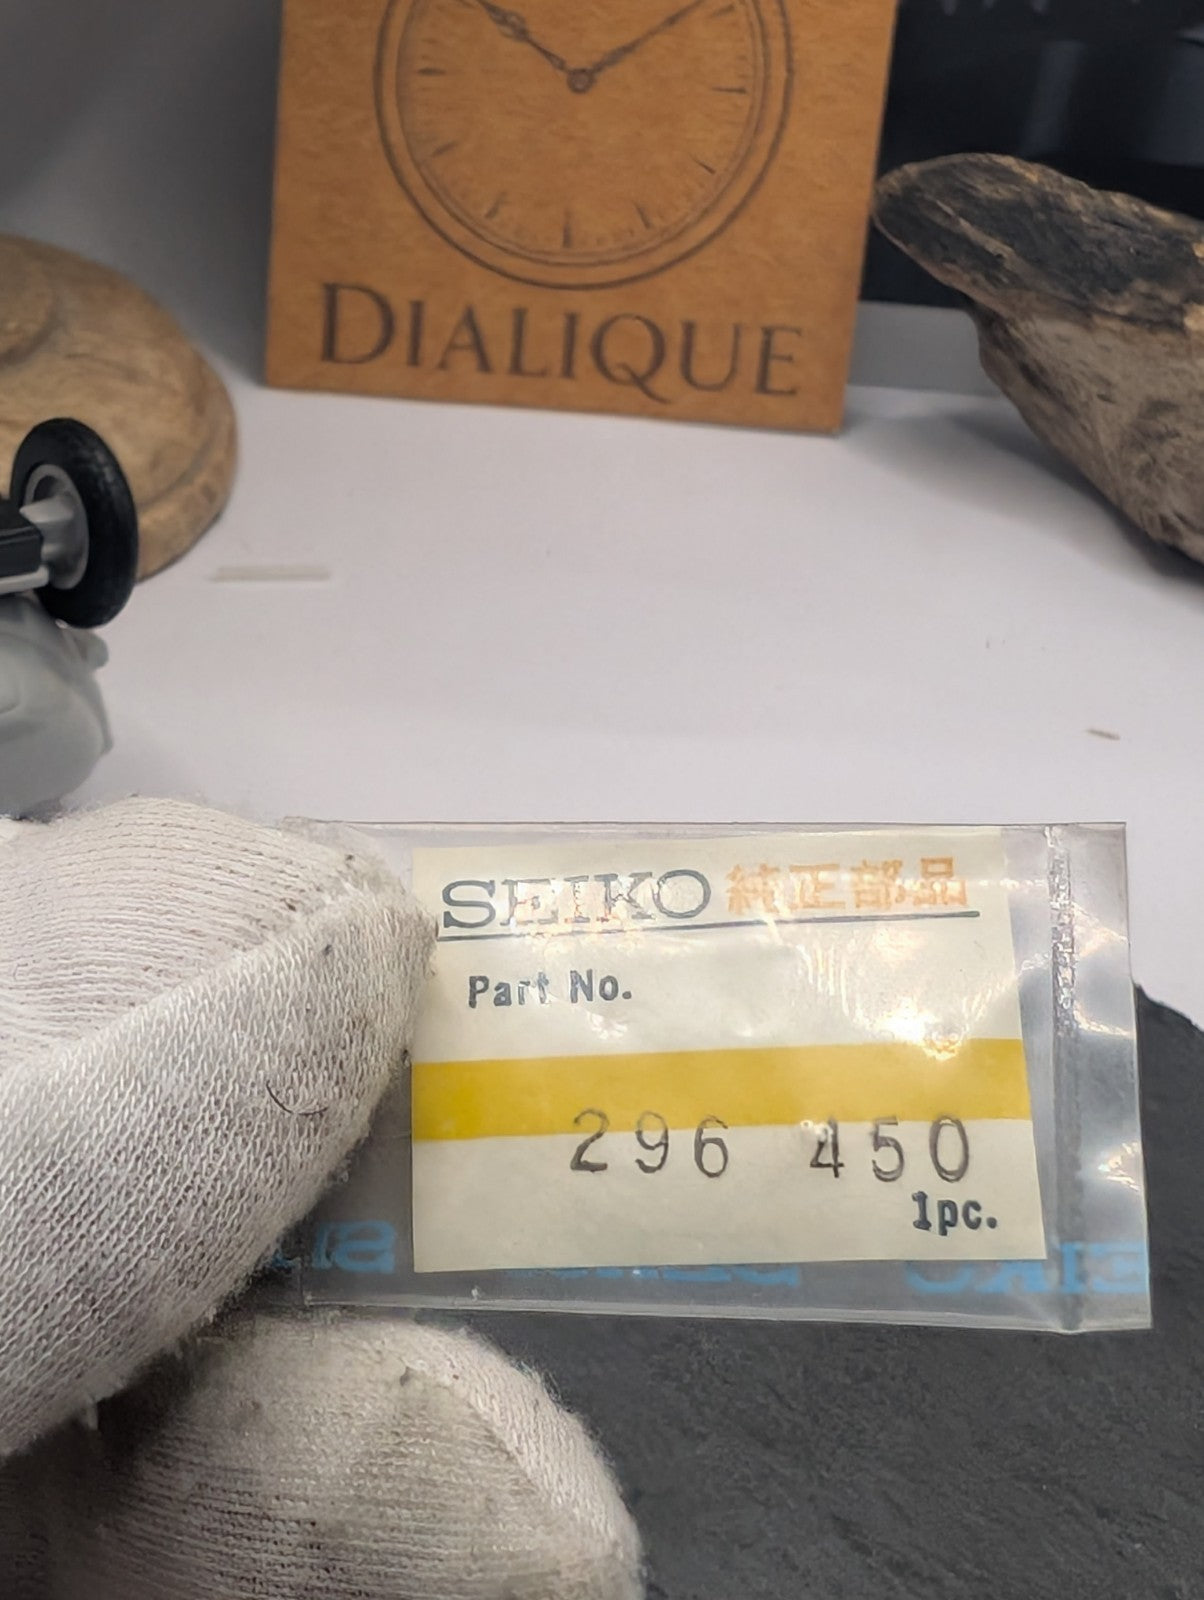 DIALIQUE
SEIKO 純正部品
Part No.
296 450
1pc.